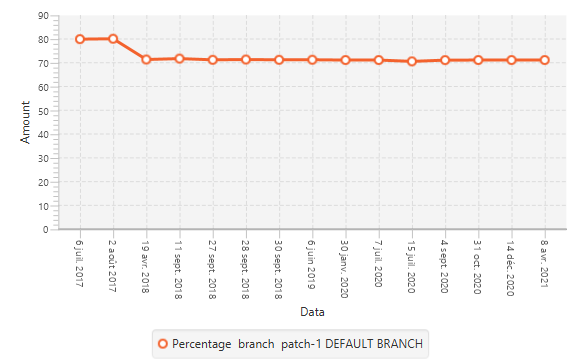 90
80
70
60
50
40
30
20
10
0
Amount
6 juil. 2017
2 août 2017
19 avr. 2018
11 sept. 2018
27 sept. 2018
28 sept. 2018
30 sept. 2018
6 juin 2019
30 janv. 2020
7 juil. 2020
15 juil. 2020
4 sept. 2020
31 oct. 2020
14 déc. 2020
8 avr. 2021
Data
Percentage branch patch-1 DEFAULT BRANCH